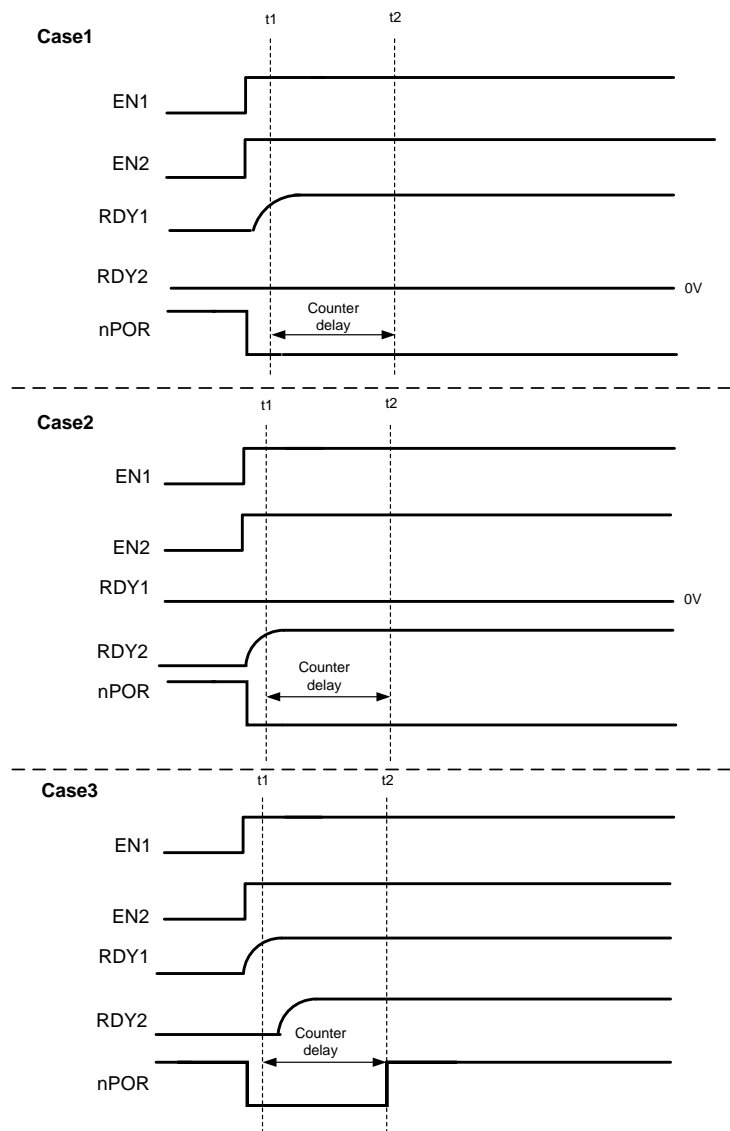 t1 t2
Case1
EN1
EN2
RDY1
RDY2
0V
Counter
delay
nPOR
t1 t2
Case2
EN1
EN2
RDY1
0V
RDY2
Counter
delay
nPOR
t1 t2
Case3
EN1
EN2
RDY1
RDY2
Counter
delay
nPOR